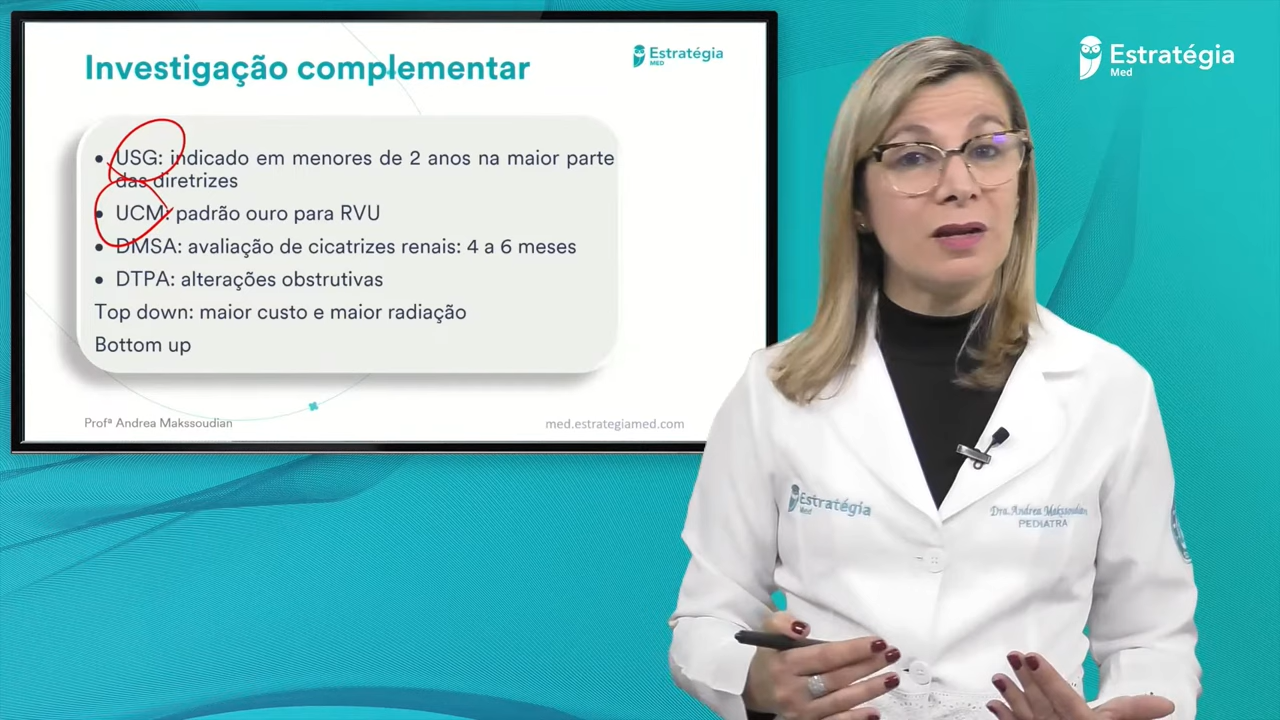 Investigação complementar
Estratégia
MED
Estratégia
Med
• USG: indicado em menores de 2 anos na maior parte
das diretrizes
• UCM: padrão ouro para RVU
• DMSA: avaliação de cicatrizes renais: 4 a 6 meses
• DTPA: alterações obstrutivas
Top down: maior custo e maior radiação
Bottom up
Profª Andrea Makssoudian
med.estrategiamed.com
Estratégia
Med
Dra. Andrea Makssoudian
PEDIATRA